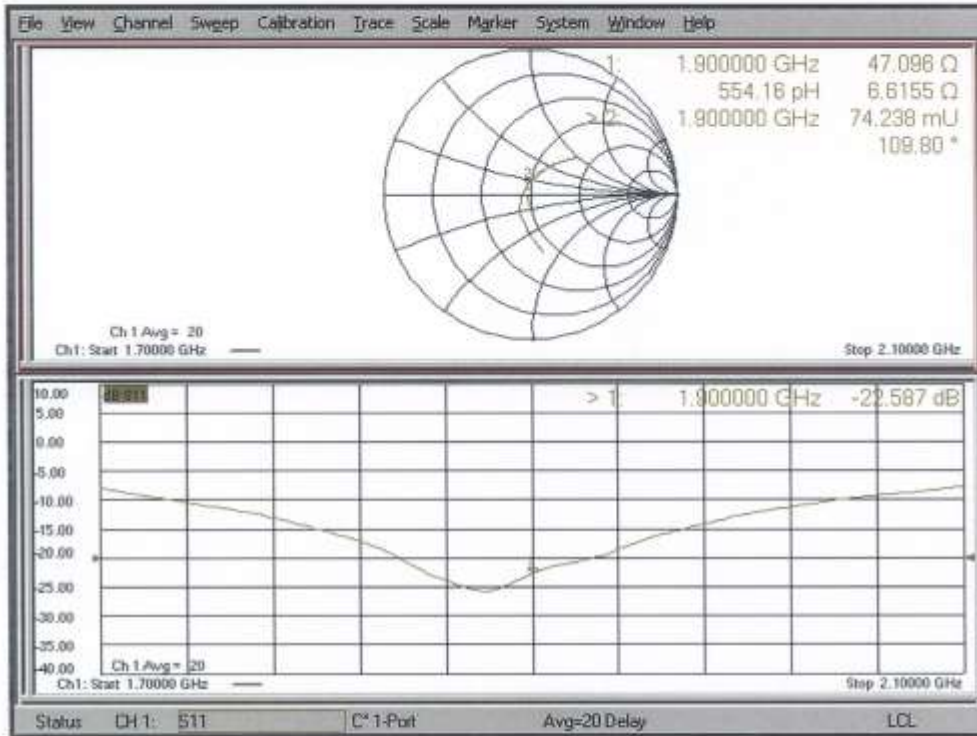 File View Channel Sweep Calibration Trace Scale Marker System Window Help
1: 1.900000 GHz 47.096 Ω
554.16 pH 6.6155 Ω
> 2: 1.900000 GHz 74.238 mU
109.80 °
Ch 1 Avg = 20
Ch1: Start 1.70000 GHz
Stop 2.10000 GHz
10.00
dB S11
> 1: 1.900000 GHz -22.587 dB
5.00
0.00
-5.00
-10.00
-15.00
-20.00
-25.00
-30.00
-35.00
-40.00
Ch 1 Avg = 20
Ch1: Start 1.70000 GHz
Stop 2.10000 GHz
Status CH 1: S11 C* 1-Port Avg=20 Delay LCL